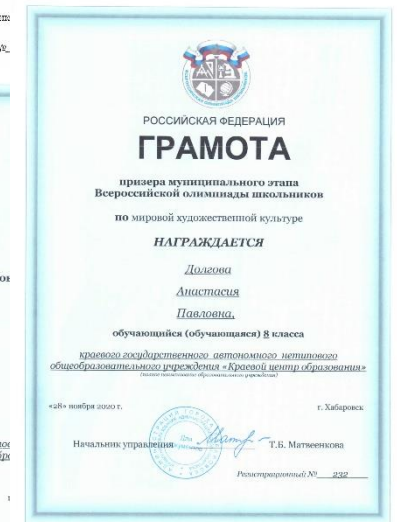 РОССИЙСКАЯ ФЕДЕРАЦИЯ
ГРАМОТА
призера муниципального этапа
Всероссийской олимпиады школьников
по мировой художественной культуре
НАГРАЖДАЕТСЯ
Долгова
Анастасия
Павловна,
обучающийся (обучающаяся) 8 класса
краевого государственного автономного нетипового
общеобразовательного учреждения «Краевой центр образования»
«28» ноября 2020 г. г. Хабаровск
Начальник управления Т.Б. Матвеенкова
Регистрационный № 232